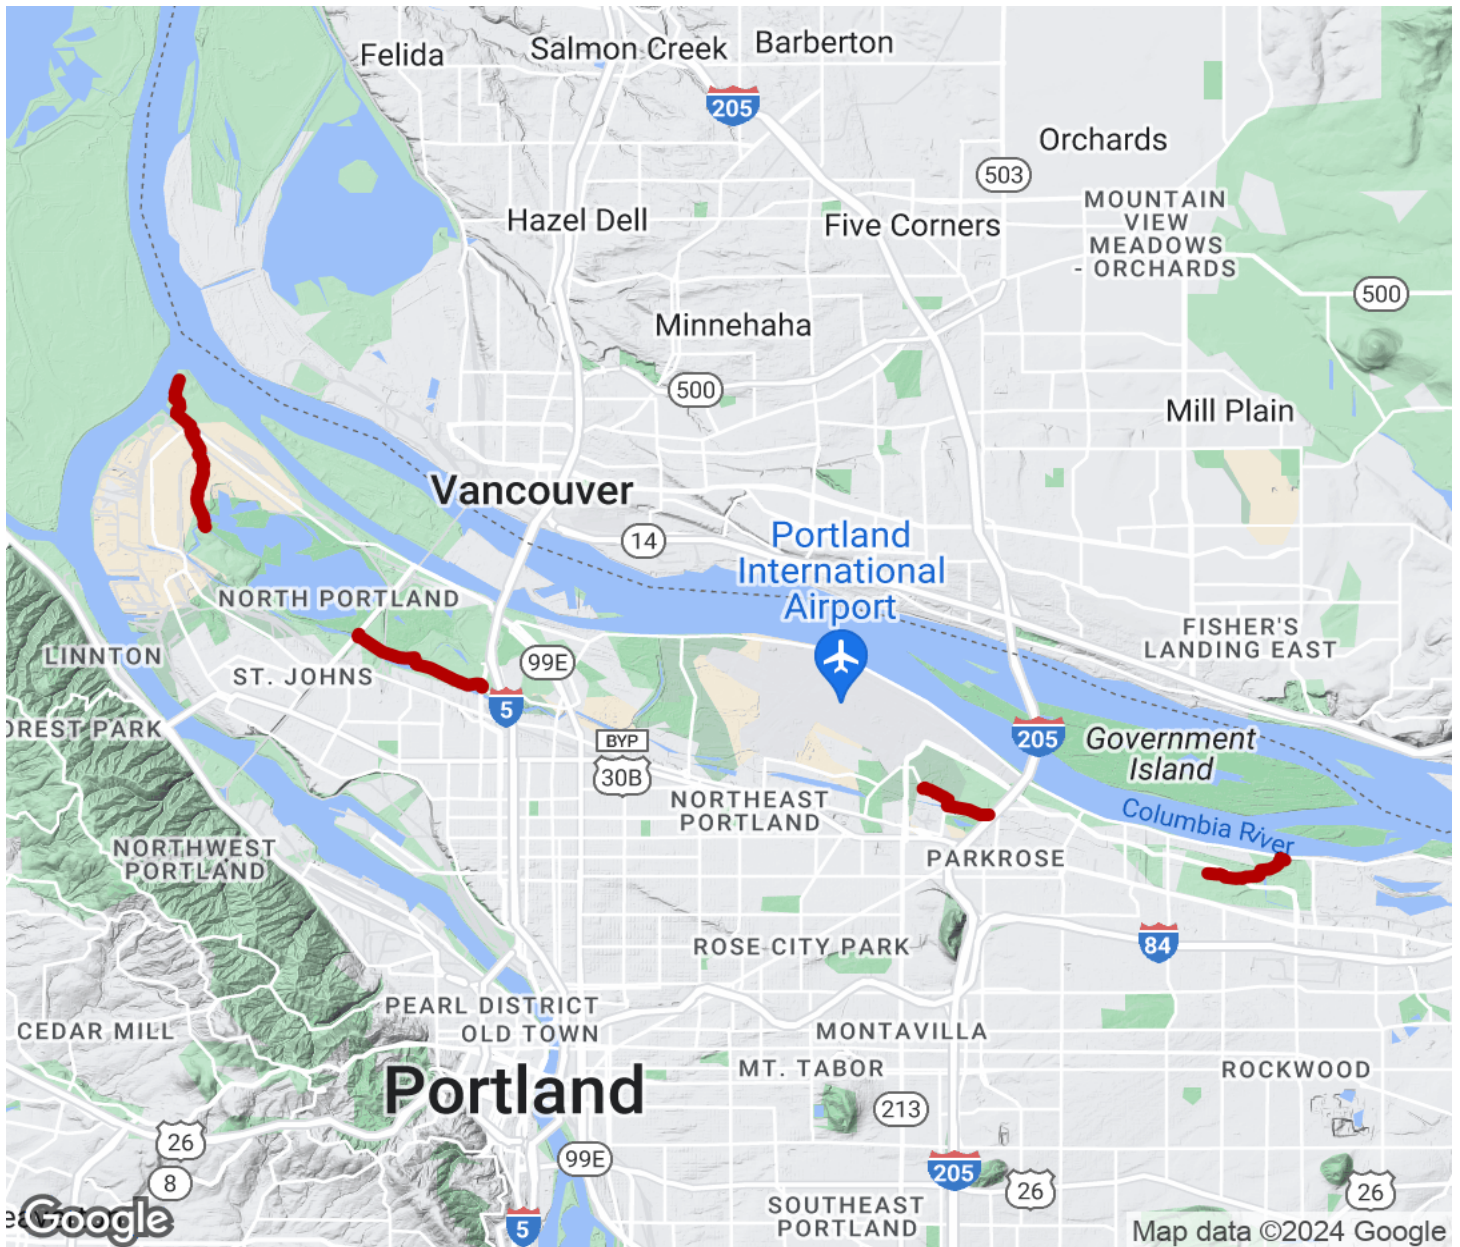 Felida
Salmon Creek
Barberton
205
Orchards
503
MOUNTAIN
VIEW
MEADOWS
- ORCHARDS
Hazel Dell
Five Corners
500
Minnehaha
500
Mill Plain
Vancouver
14
Portland
International
Airport
NORTH PORTLAND
FISHER'S
LANDING EAST
LINNTON
ST. JOHNS
99E
5
OREST PARK
BYP
30B
205
Government
Island
NORTHEAST
PORTLAND
Columbia River
NORTHWEST
PORTLAND
PARKROSE
ROSE CITY PARK
84
PEARL DISTRICT
OLD TOWN
CEDAR MILL
MONTAVILLA
MT. TABOR
ROCKWOOD
Portland
213
26
8
99E
205
26
26
SOUTHEAST
PORTLAND
5
Google
Map data ©2024 Google